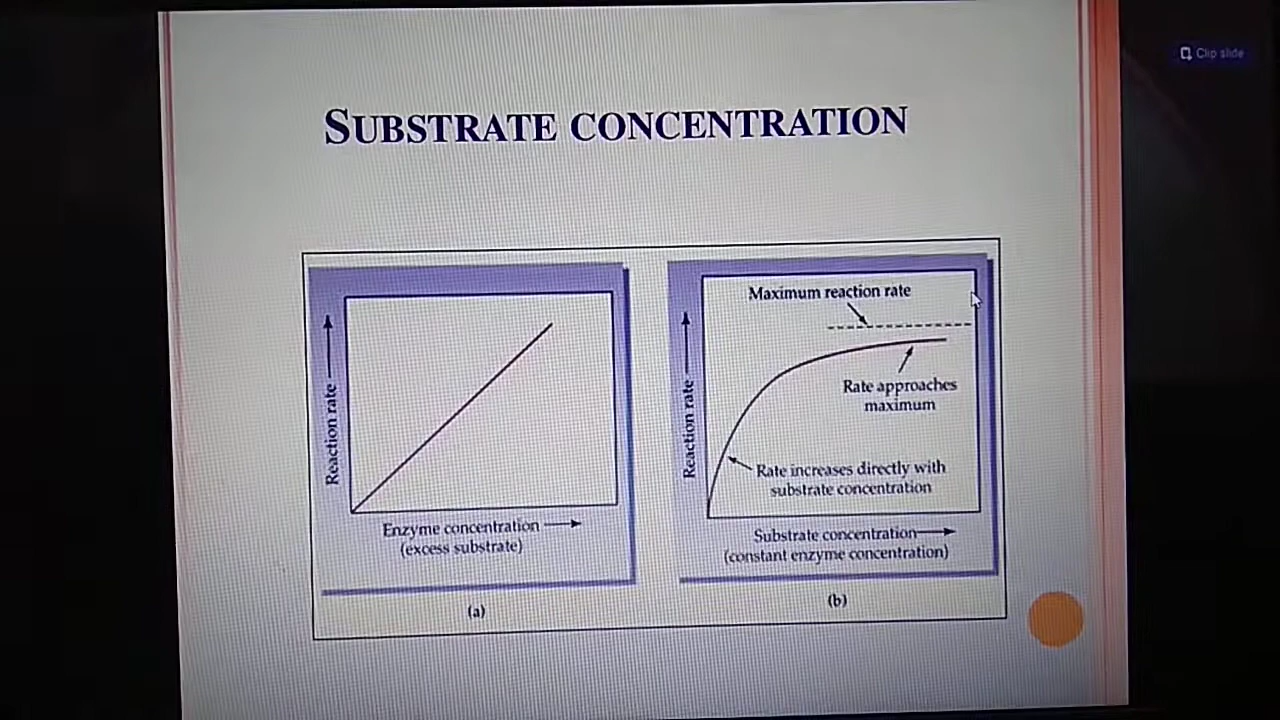 Clip slide
SUBSTRATE CONCENTRATION
Reaction rate
Enzyme concentration
(excess substrate)
(a)
Maximum reaction rate
Rate approaches
maximum
Rate increases directly with
substrate concentration
Reaction rate
Substrate concentration
(constant enzyme concentration)
(b)